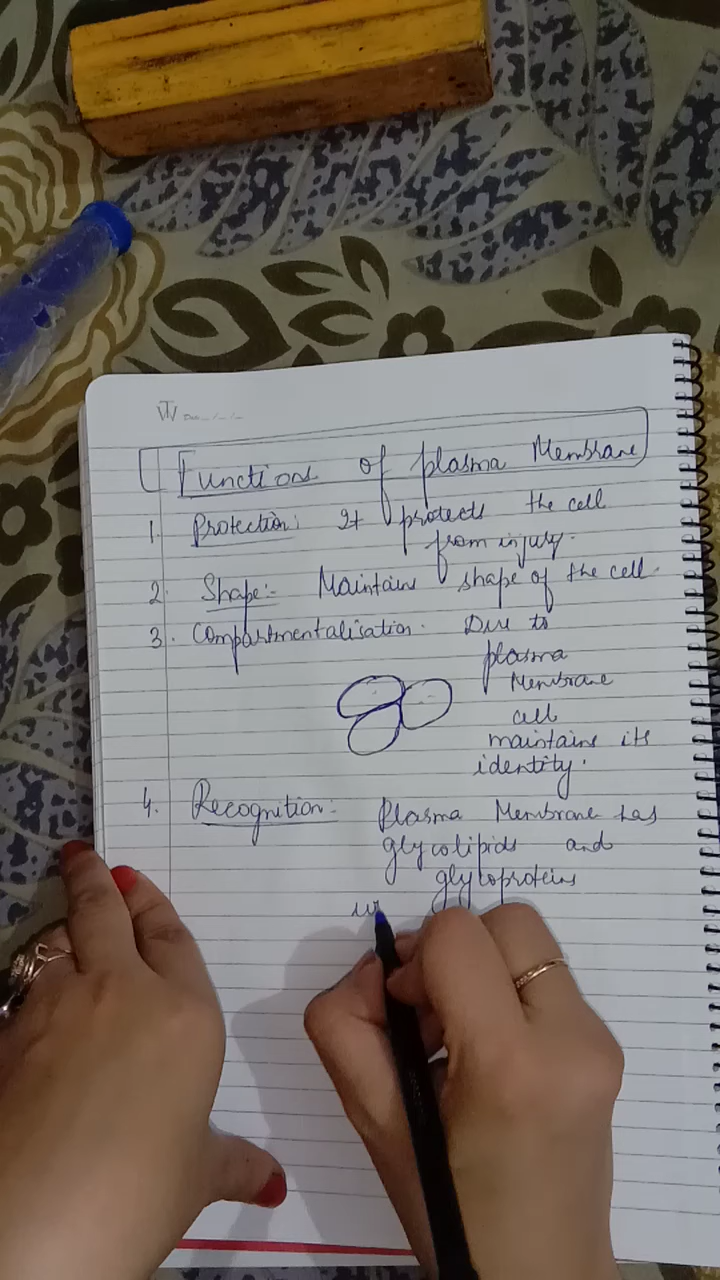 Functions of plasma Membrane
1. Protection: It protects the cell
from injury.
2. Shape:- Maintains shape of the cell.
3. Compartmentalisation. Due to
plasma
Membrane
cell
maintains its
identity.
4. Recognition:- Plasma Membrane has
glycolipids and
glycoproteins